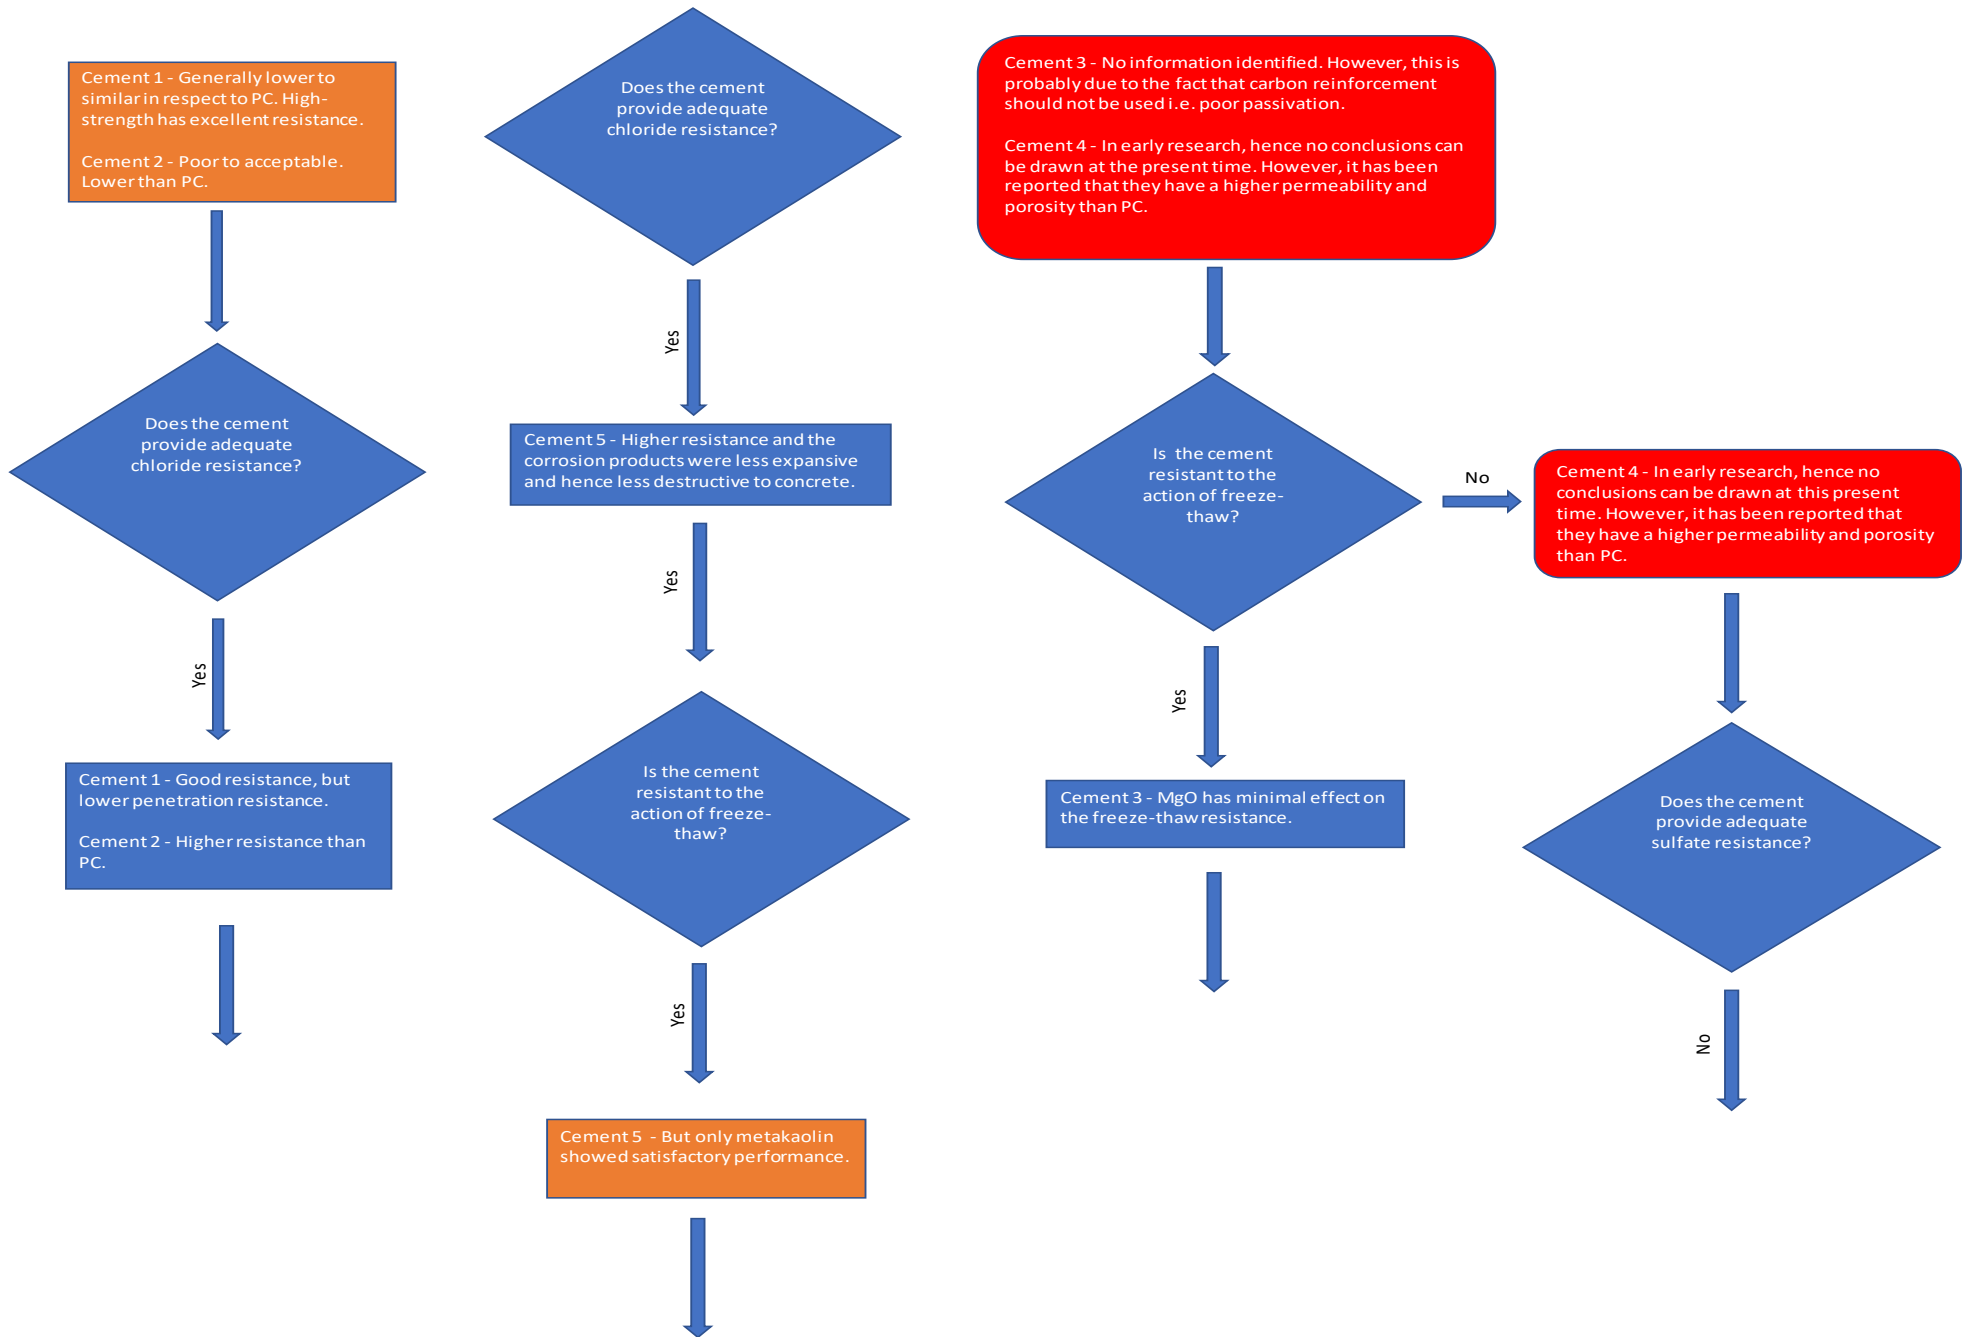 Cement 1 - Generally lower to
similar in respect to PC. High-
strength has excellent resistance.
Cement 2 - Poor to acceptable.
Lower than PC.
Does the cement
provide adequate
chloride resistance?
Yes
Cement 1 - Good resistance, but
lower penetration resistance.
Cement 2 - Higher resistance than
PC.
Does the cement
provide adequate
chloride resistance?
Yes
Cement 5 - Higher resistance and the
corrosion products were less expansive
and hence less destructive to concrete.
Yes
Is the cement
resistant to the
action of freeze-
thaw?
Yes
Cement 5 - But only metakaolin
showed satisfactory performance.
Cement 3 - No information identified. However, this is
probably due to the fact that carbon reinforcement
should not be used i.e. poor passivation.
Cement 4 - In early research, hence no conclusions can
be drawn at the present time. However, it has been
reported that they have a higher permeability and
porosity than PC.
Is the cement
resistant to the
action of freeze-
thaw?
Yes
Cement 3 - MgO has minimal effect on
the freeze-thaw resistance.
No
Cement 4 - In early research, hence no
conclusions can be drawn at this present
time. However, it has been reported that
they have a higher permeability and porosity
than PC.
Does the cement
provide adequate
sulfate resistance?
No